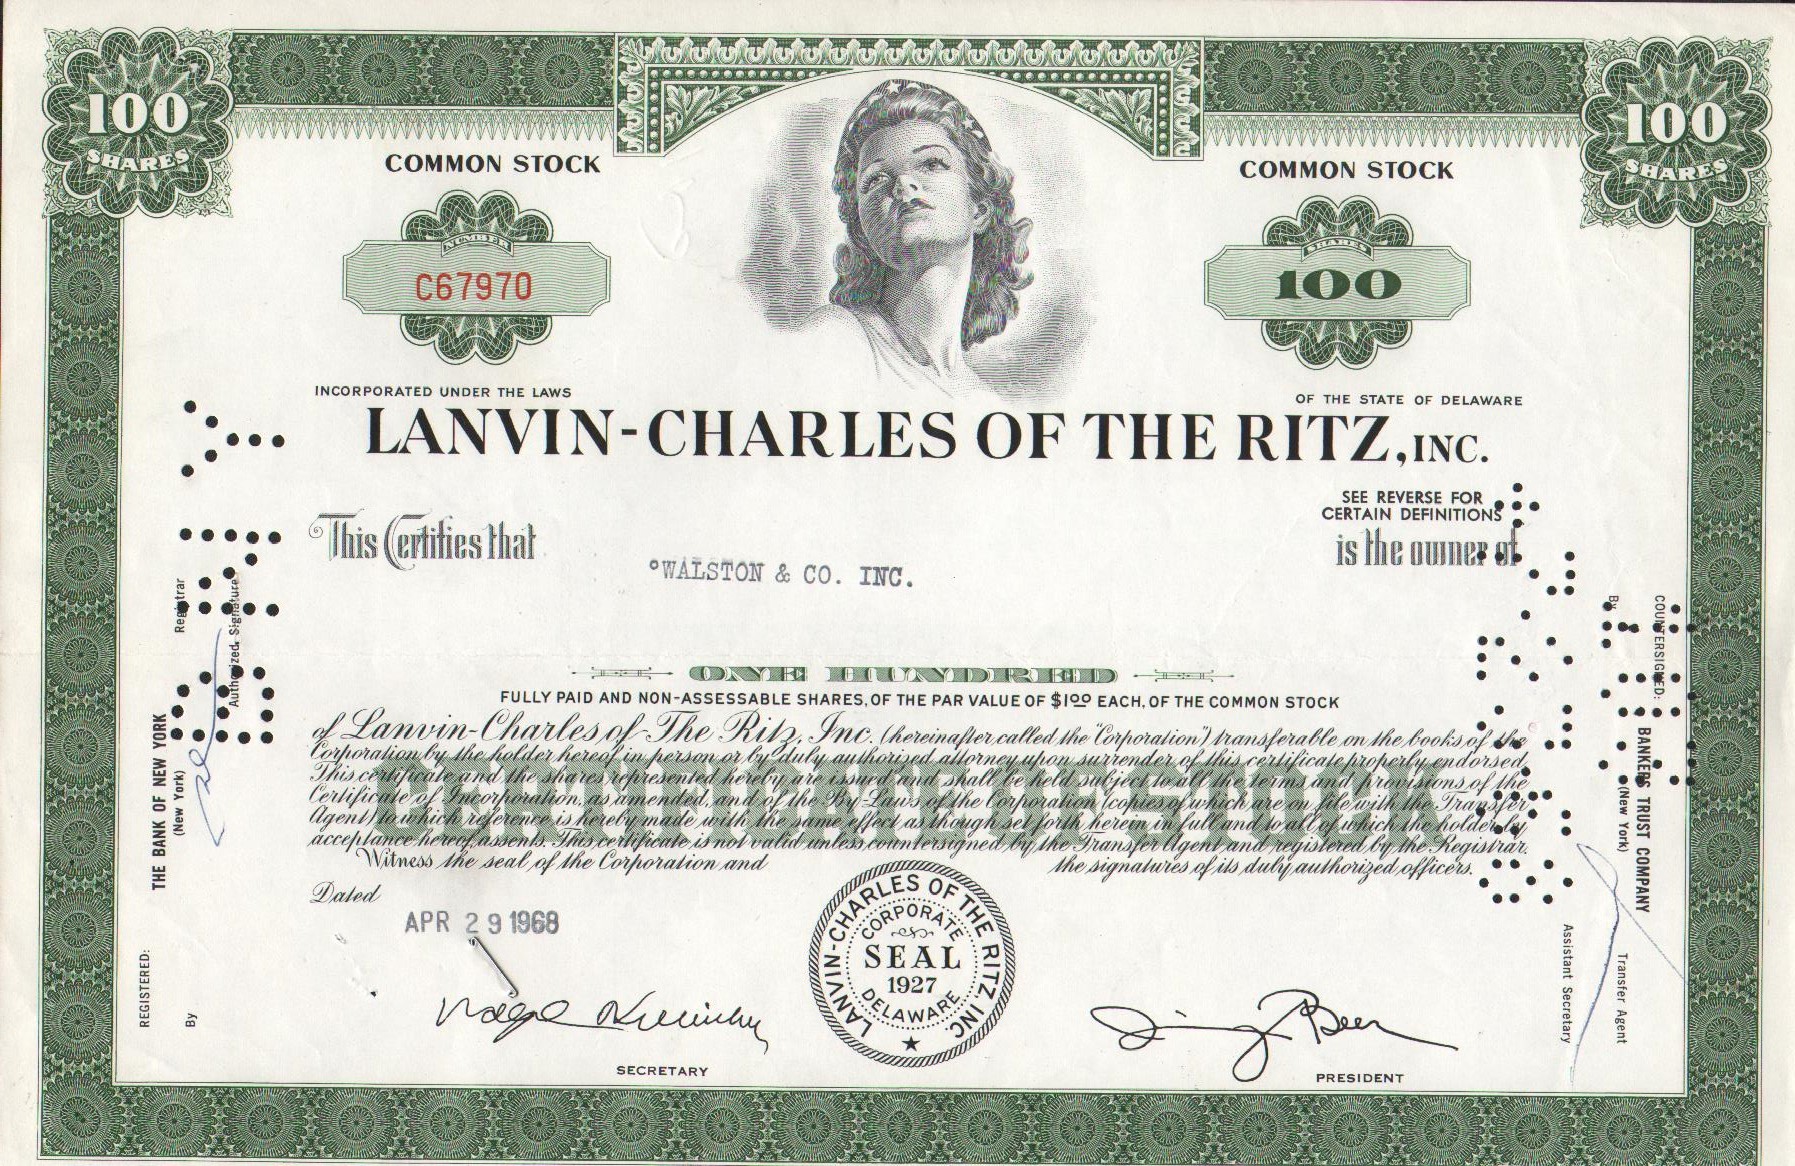 100 SHARES
100 SHARES
COMMON STOCK
COMMON STOCK
NUMBER
C67970
SHARES
100
INCORPORATED UNDER THE LAWS
OF THE STATE OF DELAWARE
LANVIN-CHARLES OF THE RITZ, INC.
SEE REVERSE FOR
CERTAIN DEFINITIONS
This Certifies that
is the owner of
WALSTON & CO. INC.
ONE HUNDRED
FULLY PAID AND NON-ASSESSABLE SHARES, OF THE PAR VALUE OF $1.00 EACH, OF THE COMMON STOCK
of Lanvin-Charles of The Ritz, Inc. (hereinafter called the "Corporation") transferable on the books of the
Corporation by the holder hereof in person or by duly authorized attorney upon surrender of this certificate properly endorsed.
This certificate and the shares represented hereby are issued and shall be held subject to all the terms and provisions of the
Certificate of Incorporation, as amended, and of the By-Laws of the Corporation (copies of which are on file with the Transfer
Agent) to which reference is hereby made with the same effect as though set forth herein in full and to all of which the holder by
acceptance hereof assents. This certificate is not valid unless countersigned by the Transfer Agent and registered by the Registrar.
Witness the seal of the Corporation and the signatures of its duly authorized officers.
Dated
APR 29 1968
LANVIN-CHARLES OF THE RITZ, INC
CORPORATE
SEAL
1927
DELAWARE
SECRETARY
PRESIDENT
REGISTERED:
THE BANK OF NEW YORK
(New York)
Registrar
By
Authorized Signature
COUNTERSIGNED:
BANKERS TRUST COMPANY
(New York)
Transfer Agent
By
Assistant Secretary